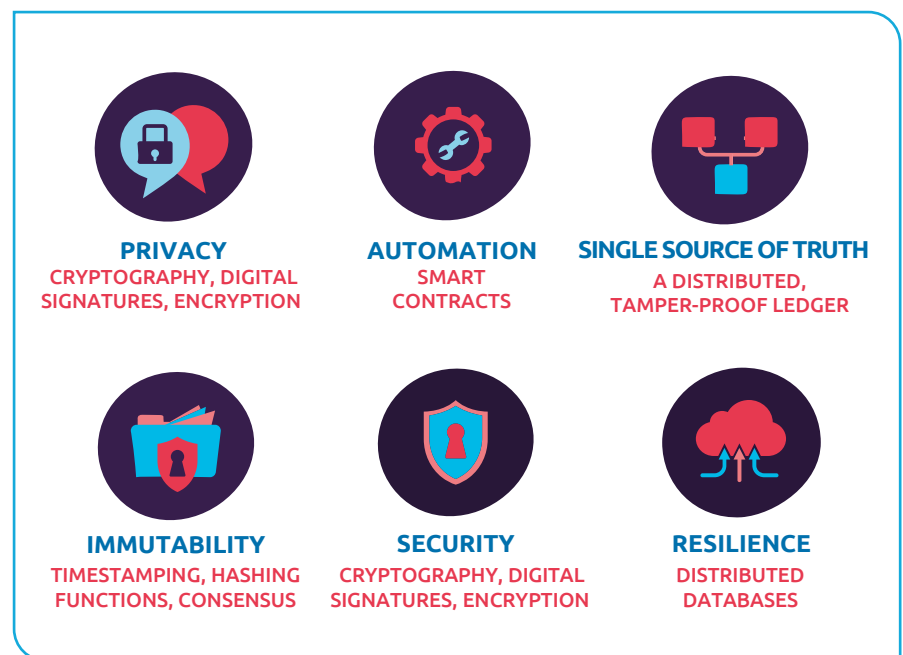 PRIVACY
CRYPTOGRAPHY, DIGITAL
SIGNATURES, ENCRYPTION
AUTOMATION
SMART
CONTRACTS
SINGLE SOURCE OF TRUTH
A DISTRIBUTED,
TAMPER-PROOF LEDGER
IMMUTABILITY
TIMESTAMPING, HASHING
FUNCTIONS, CONSENSUS
SECURITY
CRYPTOGRAPHY, DIGITAL
SIGNATURES, ENCRYPTION
RESILIENCE
DISTRIBUTED
DATABASES